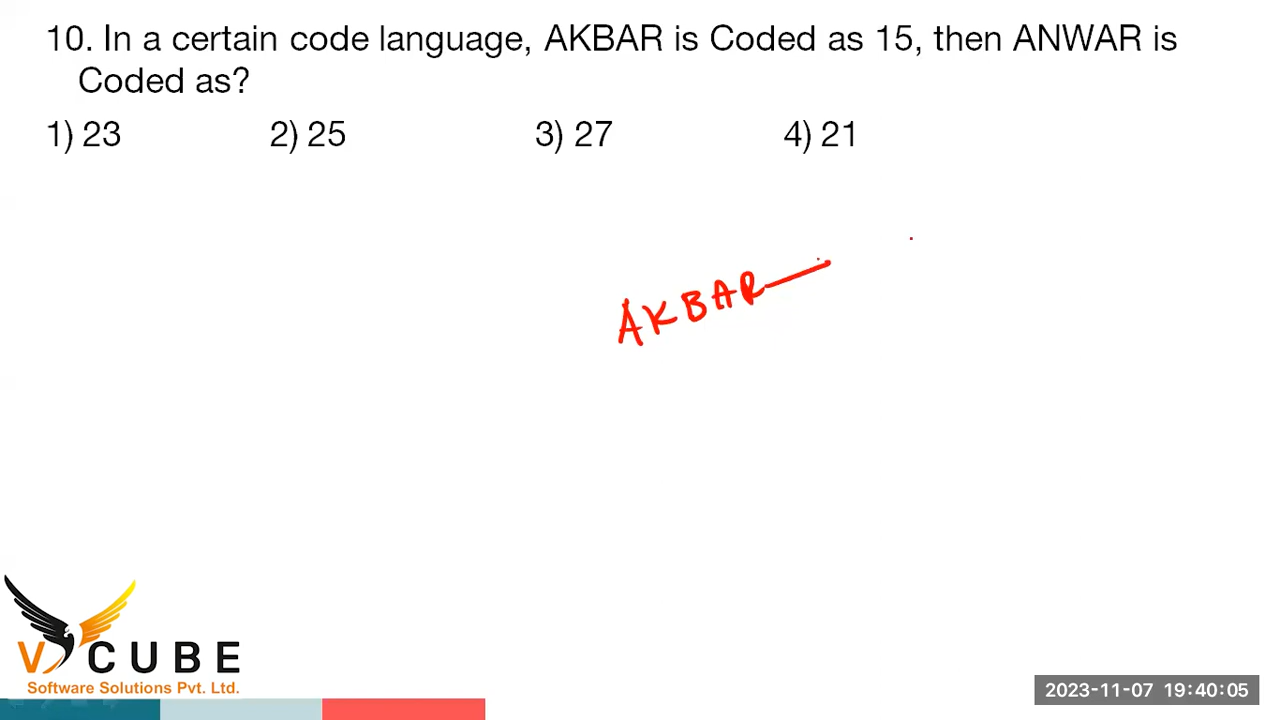 10. In a certain code language, AKBAR is Coded as 15, then ANWAR is
Coded as?
1) 23 2) 25 3) 27 4) 21
AKBAR
V CUBE
Software Solutions Pvt. Ltd.
2023-11-07 19:40:05